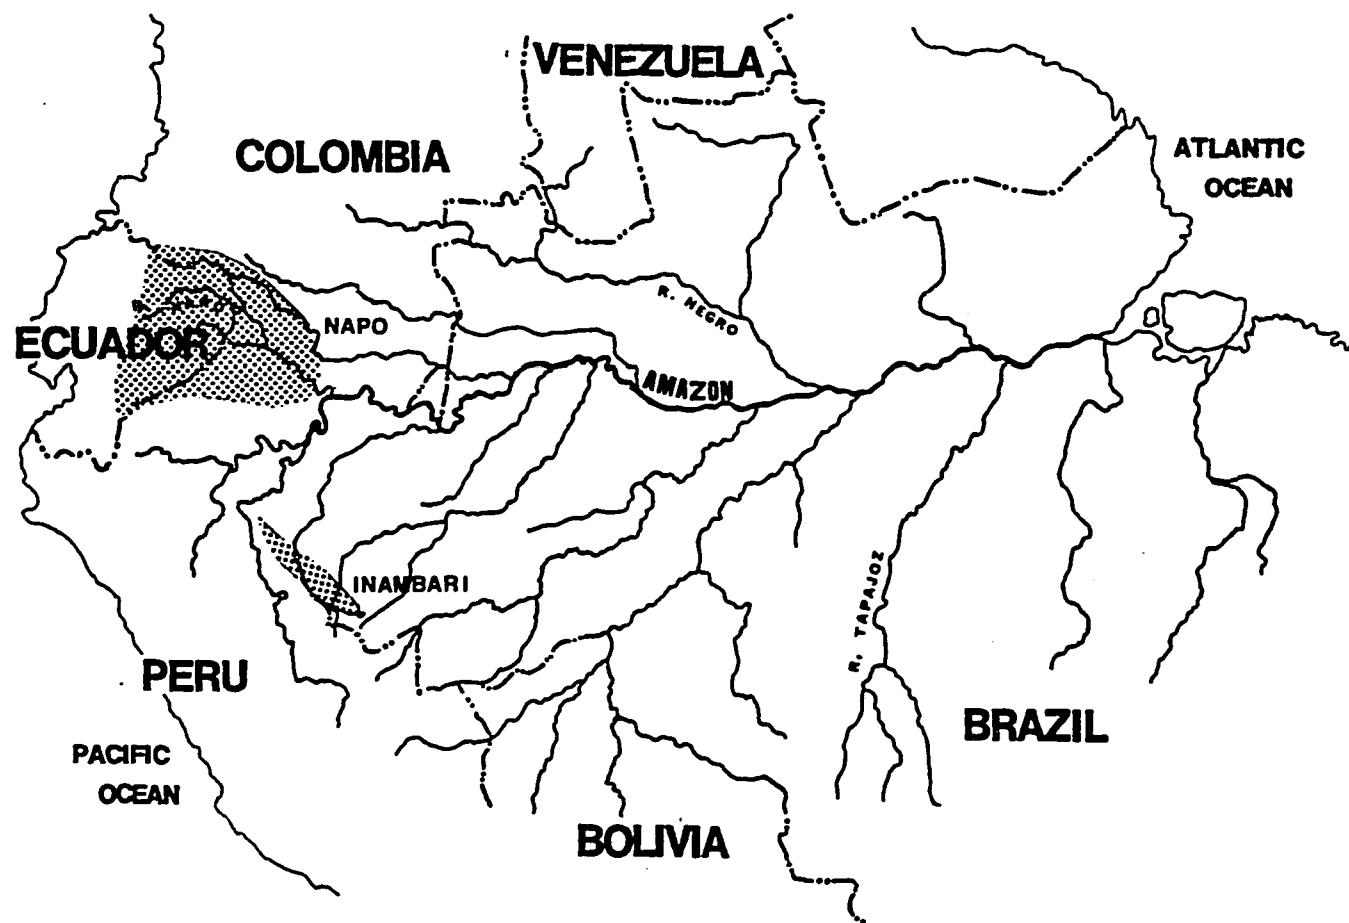 VENEZUELA
COLOMBIA
ATLANTIC
OCEAN
R. NEGRO
NAPO
ECUADOR
AMAZON
INAMBARI
R. TAPAJOZ
PERU
BRAZIL
PACIFIC
OCEAN
BOLIVIA